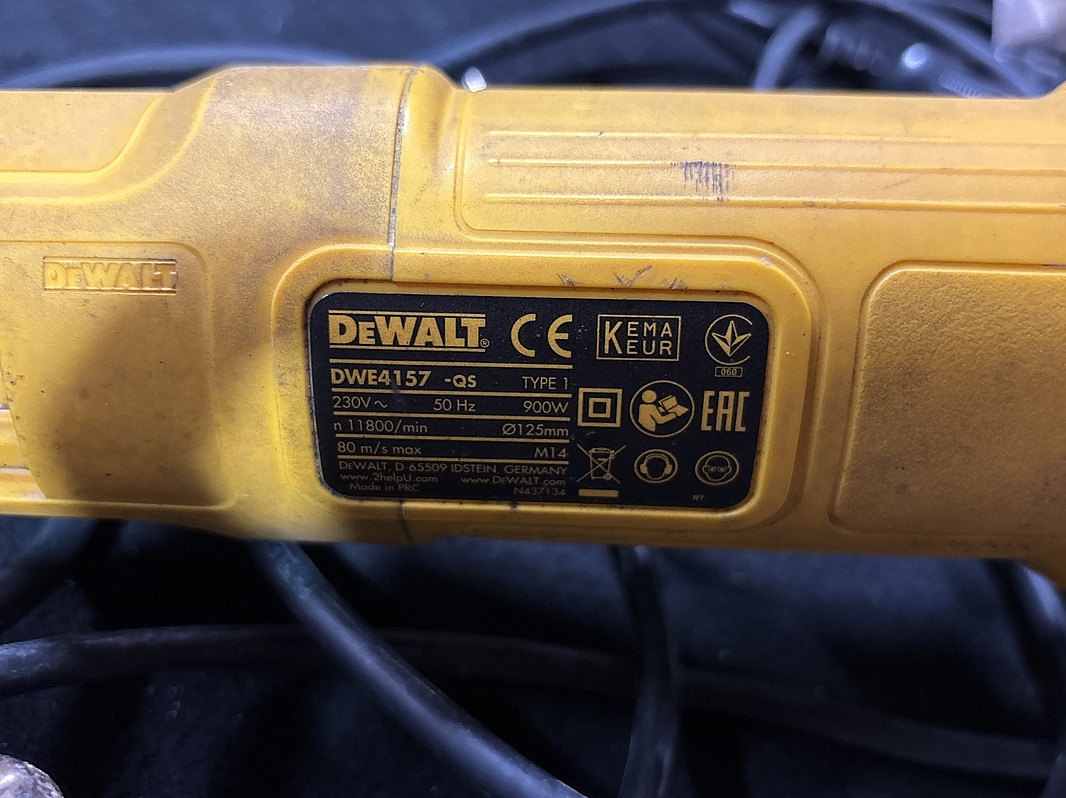 DEWALT
DEWALT® CE KEMA KEUR
060
DWE4157 -QS TYPE 1
230V~ 50 Hz 900W
EAC
n 11800/min Ø125mm
80 m/s max M14
DEWALT, D-65509 IDSTEIN, GERMANY
www.2helpU.com www.DEWALT.com
Made in PRC N437134
WY